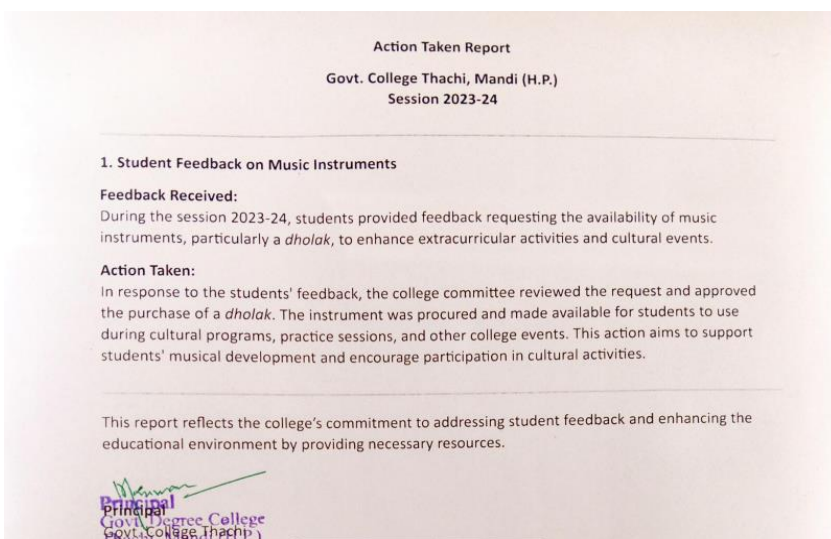 Action Taken Report
Govt. College Thachi, Mandi (H.P.)
Session 2023-24
1. Student Feedback on Music Instruments
Feedback Received:
During the session 2023-24, students provided feedback requesting the availability of music
instruments, particularly a dholak, to enhance extracurricular activities and cultural events.
Action Taken:
In response to the students' feedback, the college committee reviewed the request and approved
the purchase of a dholak. The instrument was procured and made available for students to use
during cultural programs, practice sessions, and other college events. This action aims to support
students' musical development and encourage participation in cultural activities.
This report reflects the college’s commitment to addressing student feedback and enhancing the
educational environment by providing necessary resources.
Principal
Principal
Govt. Degree College
Govt. College Thachi
Mandi (H.P.)